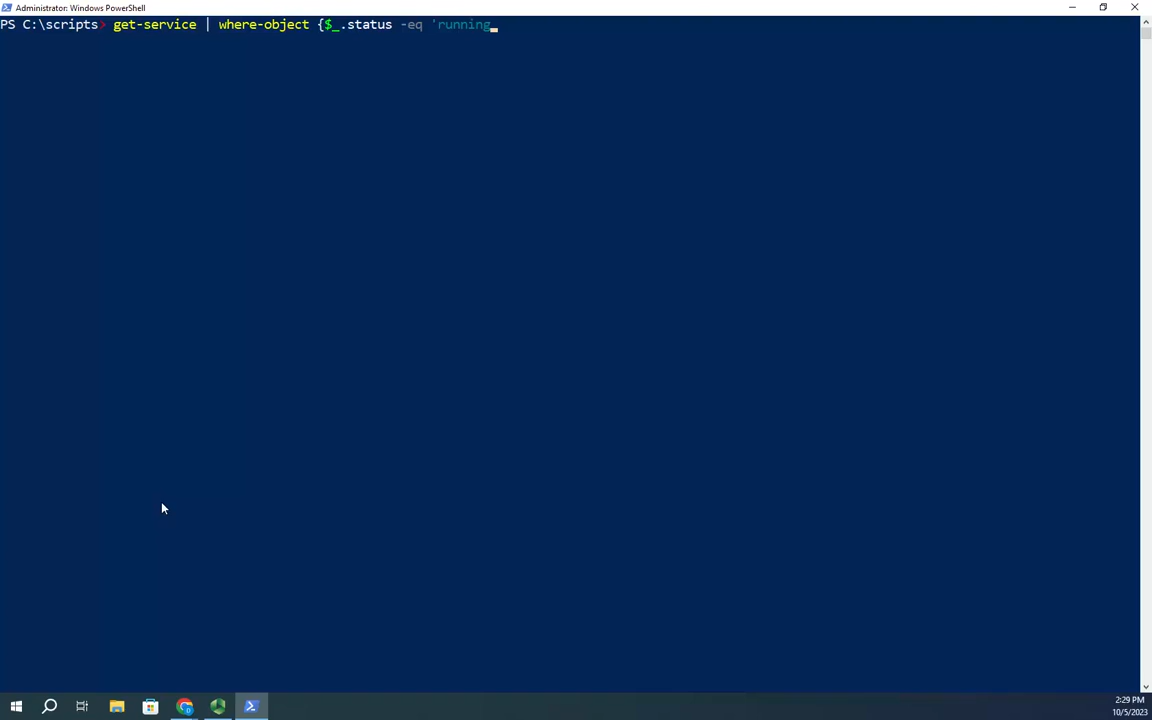 Administrator: Windows PowerShell
PS C:\scripts> get-service | where-object {$_.status -eq 'running
2:29 PM
10/5/2023